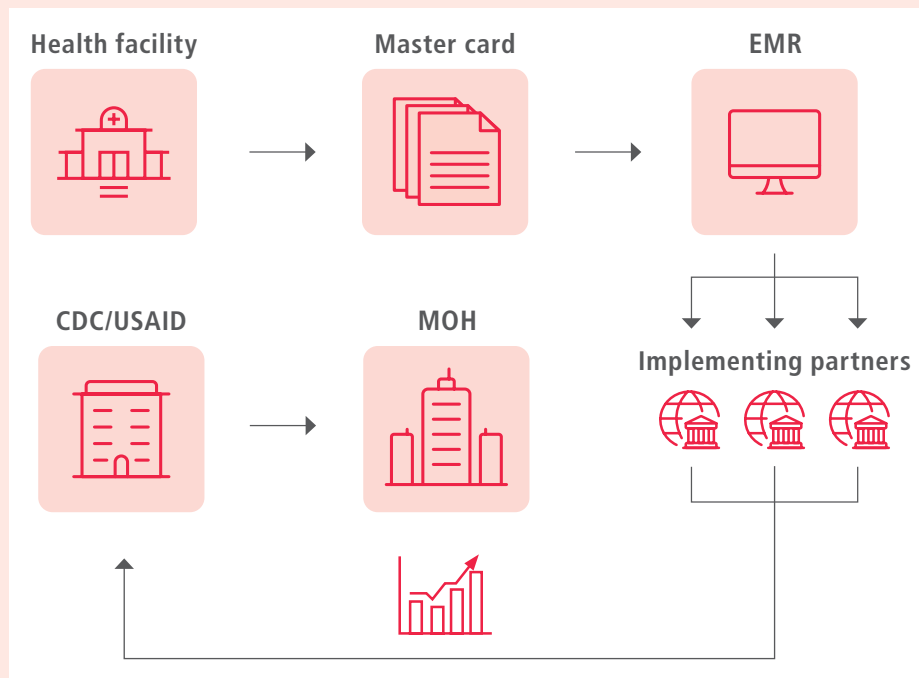 Health facility
Master card
EMR
CDC/USAID
MOH
Implementing partners